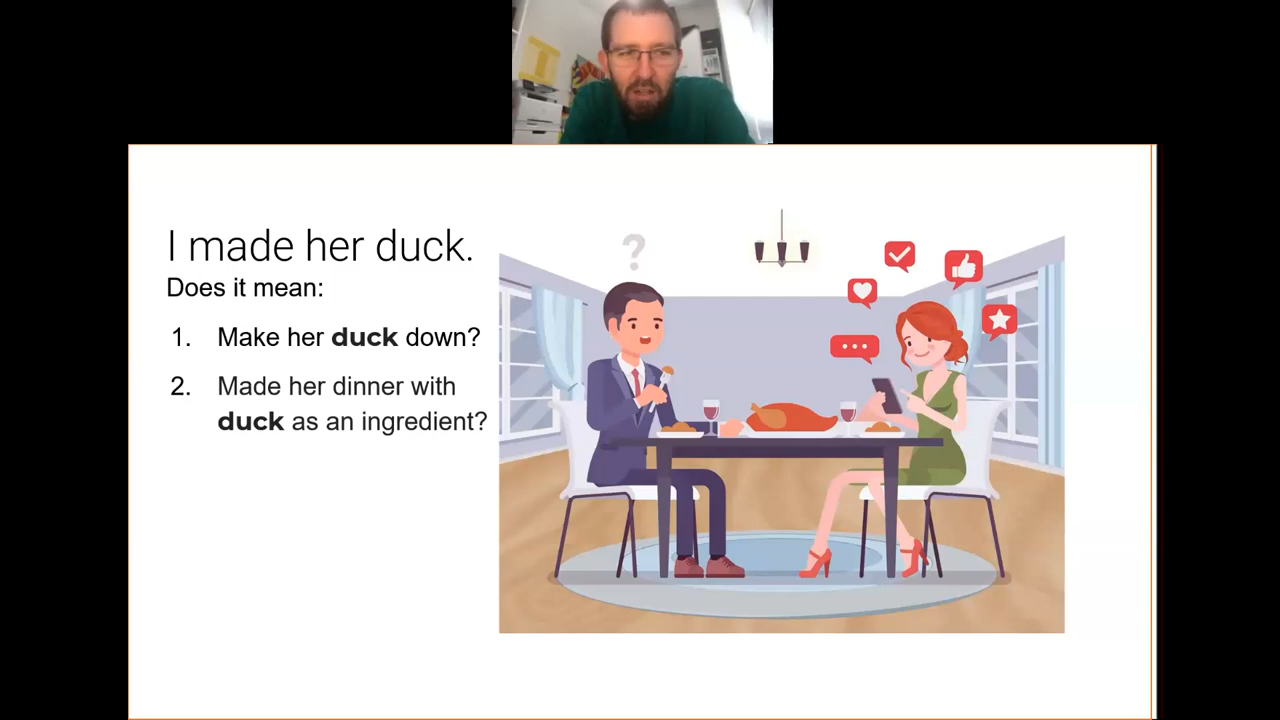 I made her duck.
Does it mean:
1. Make her duck down?
2. Made her dinner with
duck as an ingredient?
?